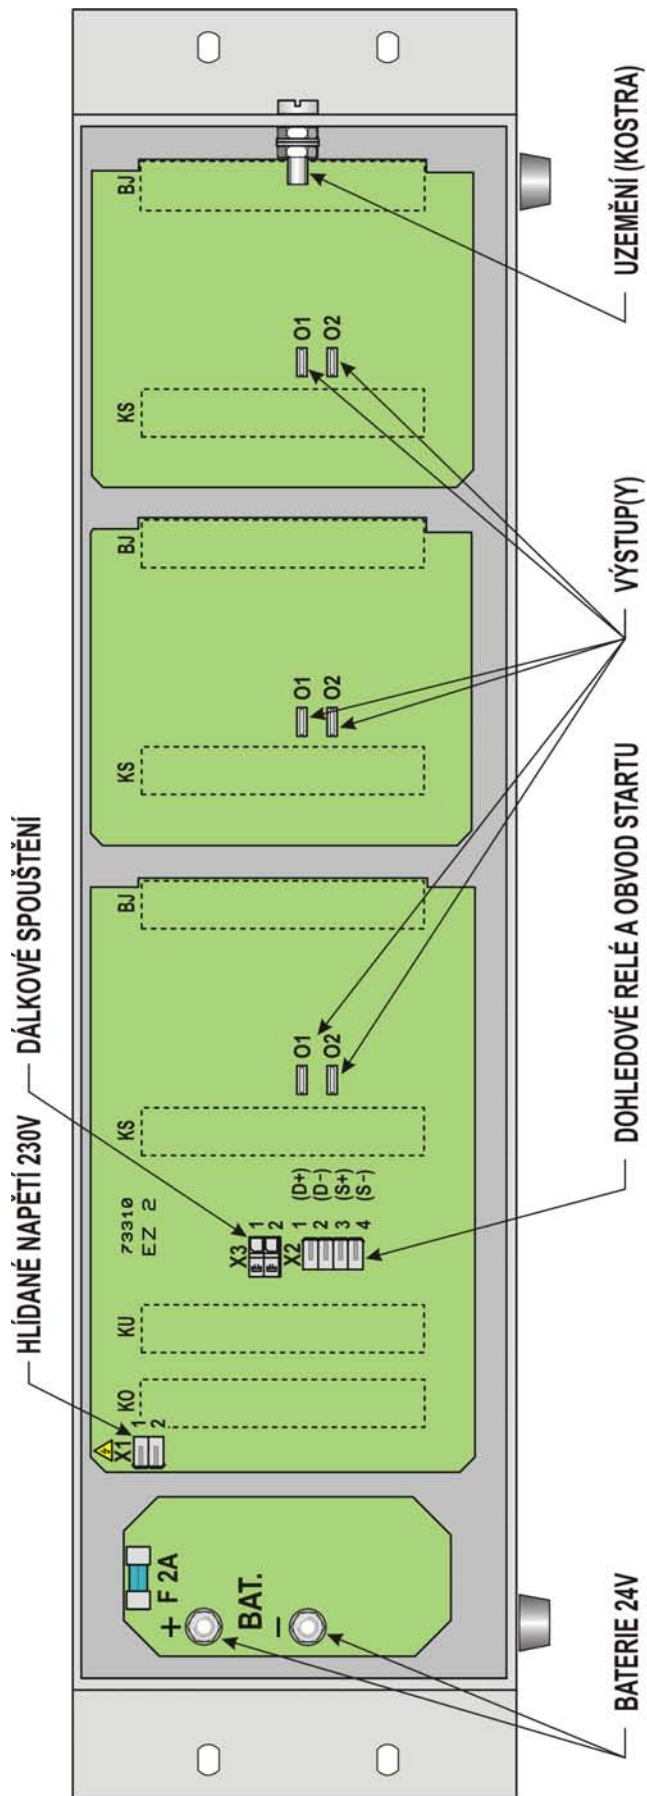 HLÍDANÉ NAPĚTÍ 230V
DÁLKOVÉ SPOUŠTĚNÍ
F 2A
+
BAT.
−
X1
1
2
KO
KU
73310
EZ 2
KS
BJ
X3
1
2
X2
1 (D+)
2 (D-)
3 (S+)
4 (S-)
O1
O2
KS
BJ
O1
O2
KS
BJ
O1
O2
BATERIE 24V
DOHLEDOVÉ RELÉ A OBVOD STARTU
VÝSTUP(Y)
UZEMĚNÍ (KOSTRA)